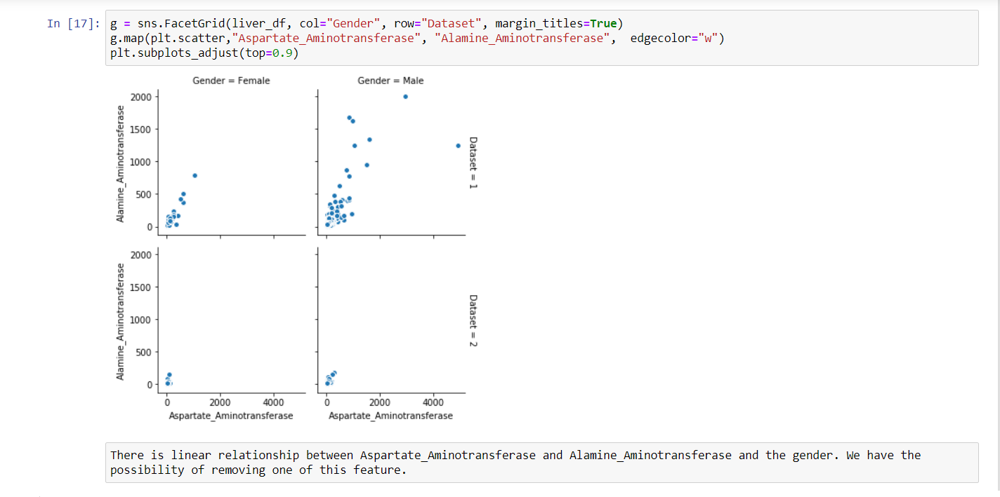 In [17]: g = sns.FacetGrid(liver_df, col="Gender", row="Dataset", margin_titles=True)
g.map(plt.scatter,"Aspartate_Aminotransferase", "Alamine_Aminotransferase",  edgecolor="w")
plt.subplots_adjust(top=0.9)
Gender = Female
Gender = Male
2000
1500
1000
500
0
Alamine_Aminotransferase
Dataset = 1
2000
1500
1000
500
0
Alamine_Aminotransferase
Dataset = 2
0 2000 4000
0 2000 4000
Aspartate_Aminotransferase
Aspartate_Aminotransferase
There is linear relationship between Aspartate_Aminotransferase and Alamine_Aminotransferase and the gender. We have the
possibility of removing one of this feature.